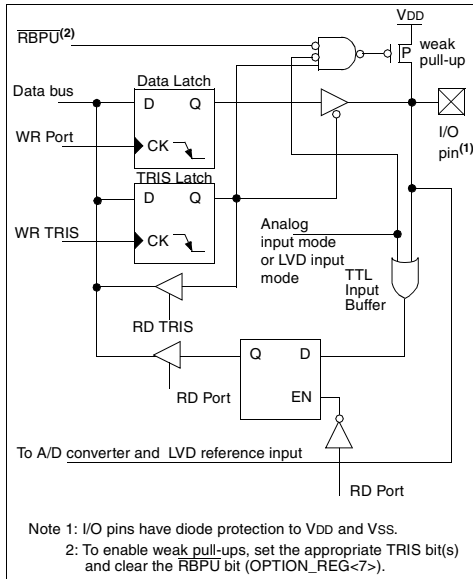 VDD
RBPU(2)
P
weak
pull-up
Data Latch
Data bus
D Q
I/O
pin(1)
WR Port
CK
TRIS Latch
D Q
WR TRIS
CK
Analog
input mode
or LVD input
mode
TTL
Input
Buffer
RD TRIS
Q D
RD Port
EN
To A/D converter and LVD reference input
RD Port
Note 1: I/O pins have diode protection to VDD and VSS.
2: To enable weak pull-ups, set the appropriate TRIS bit(s)
and clear the RBPU bit (OPTION_REG<7>).